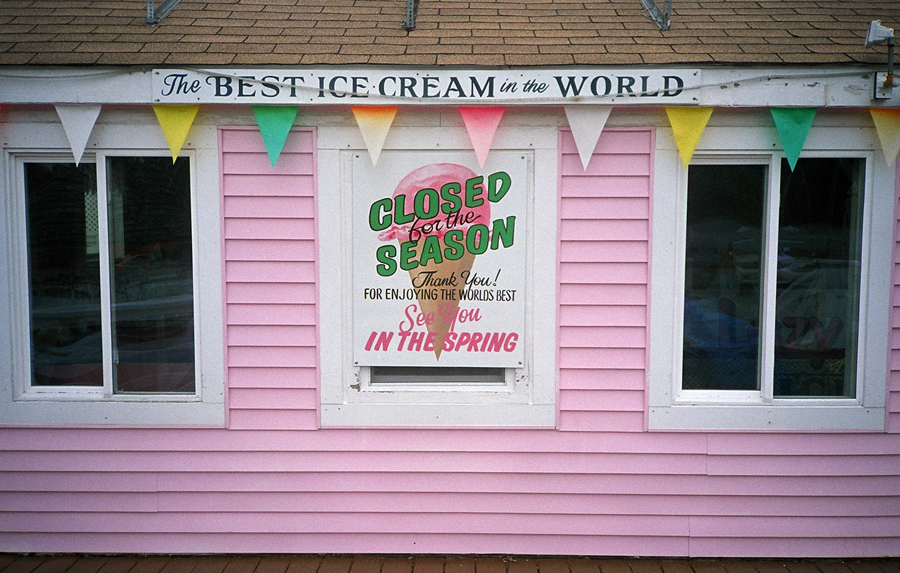 The BEST ICE CREAM in the WORLD
CLOSED
for the
SEASON
Thank You!
FOR ENJOYING THE WORLDS BEST
See You
IN THE SPRING